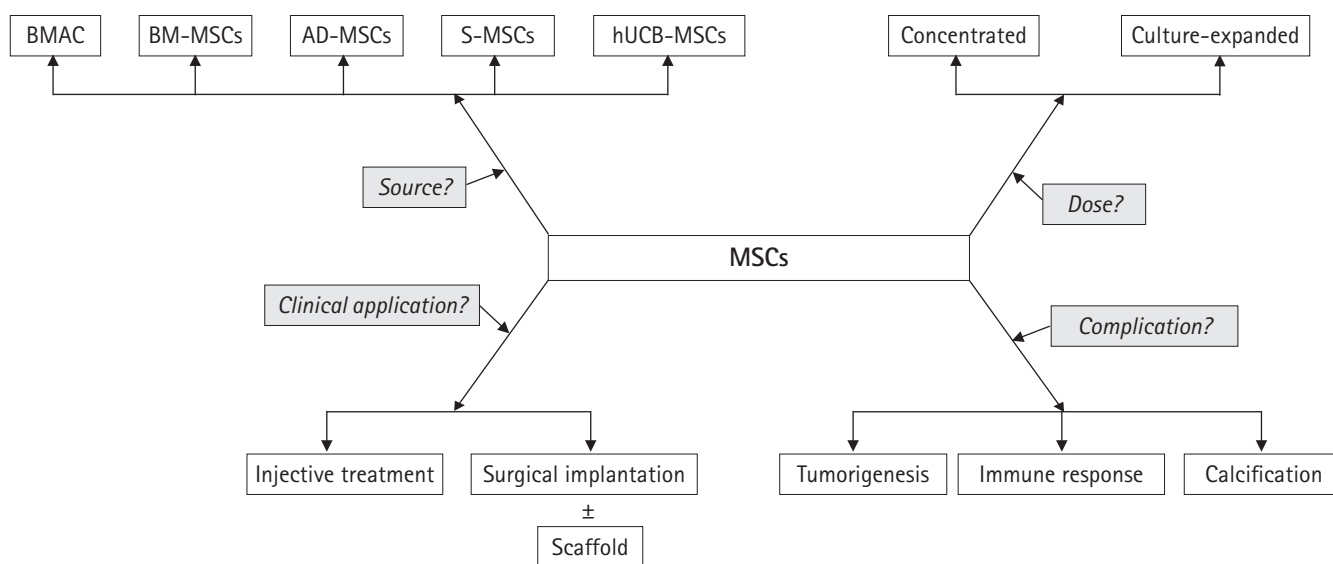 BMAC
BM-MSCs
AD-MSCs
S-MSCs
hUCB-MSCs
Concentrated
Culture-expanded
Source?
Dose?
MSCs
Clinical application?
Complication?
Injective treatment
Surgical implantation
±
Scaffold
Tumorigenesis
Immune response
Calcification